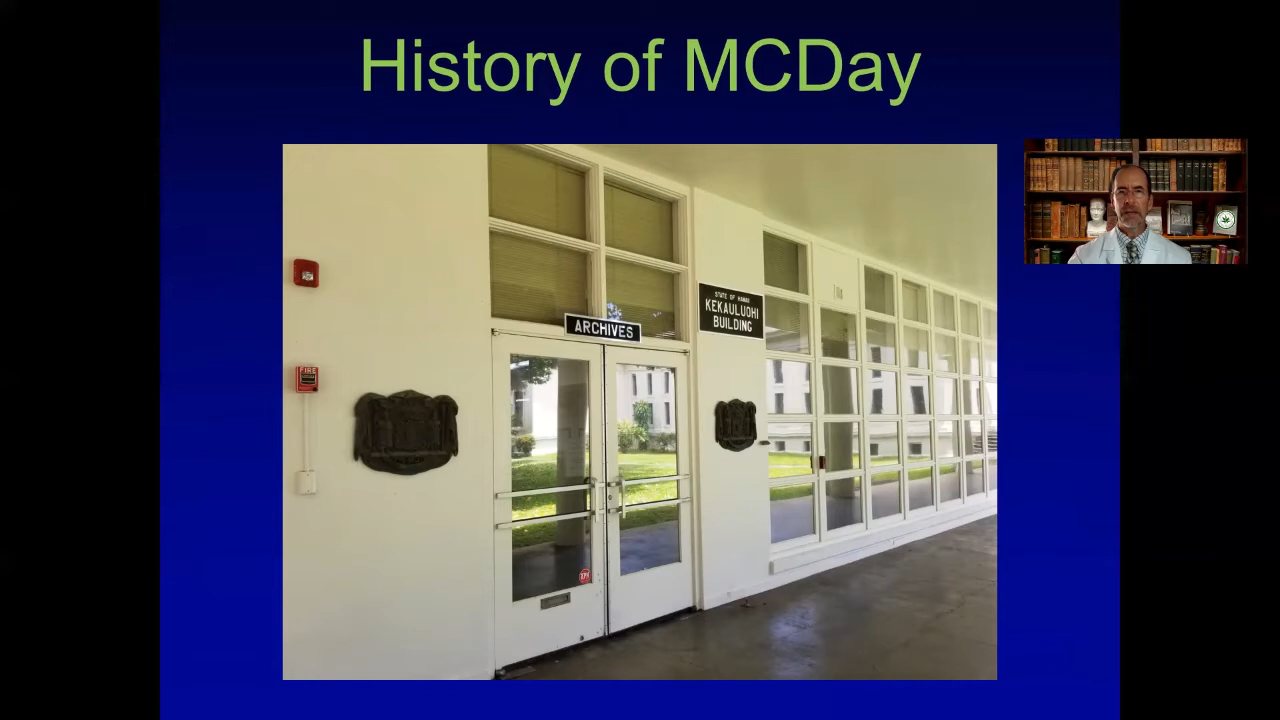 History of MCDay
ARCHIVES
STATE OF HAWAII
KEKAULUOHI
BUILDING
FIRE